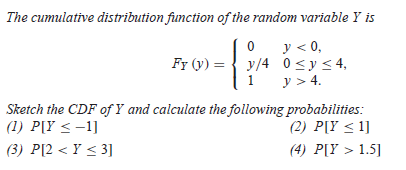 The cumulative distribution function of the random variable Y is
F_Y (y) = { 0 y < 0,
y/4 0 ≤ y ≤ 4,
1 y > 4.
Sketch the CDF of Y and calculate the following probabilities:
(1) P[Y ≤ −1] (2) P[Y ≤ 1]
(3) P[2 < Y ≤ 3] (4) P[Y > 1.5]